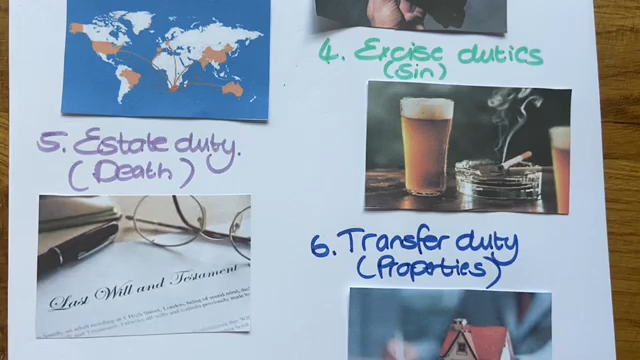 4. Excise duties
(Sin)
5. Estate duty.
(Death)
Last Will and Testament
6. Transfer duty
(Properties)